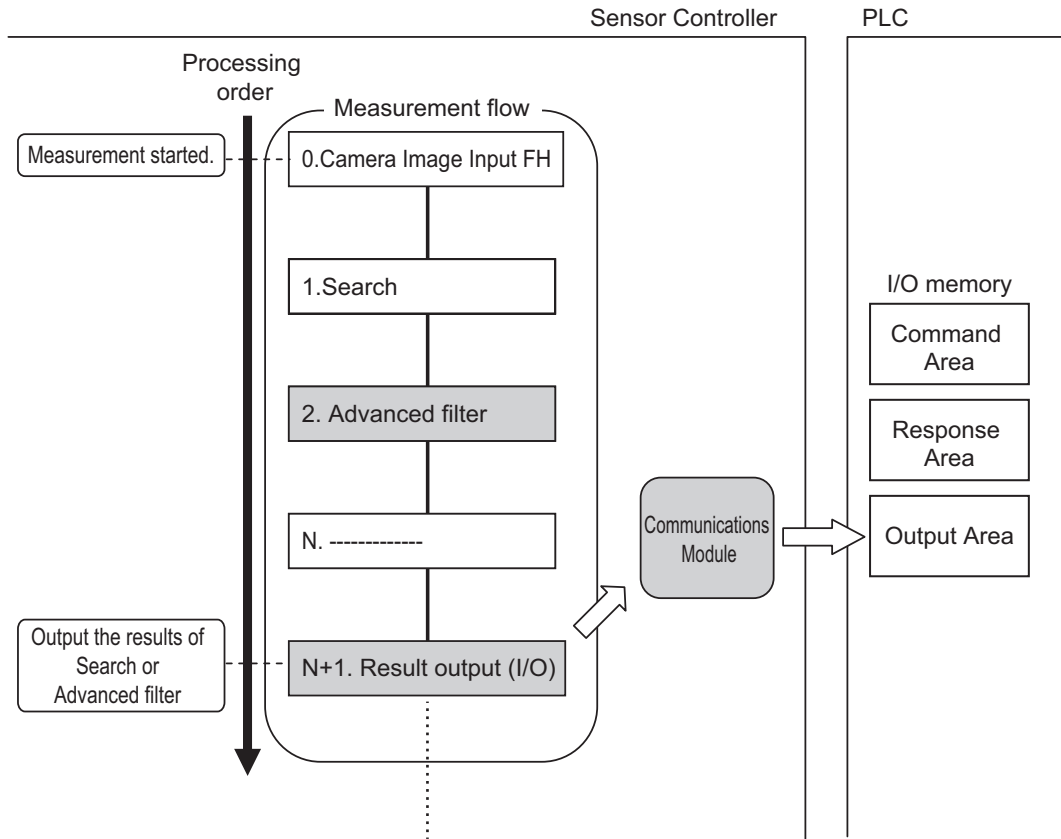 Sensor Controller
PLC
Processing
order
Measurement flow
Measurement started.
0.Camera Image Input FH
1.Search
2. Advanced filter
N. -------------
Output the results of
Search or
Advanced filter
N+1. Result output (I/O)
Communications
Module
I/O memory
Command
Area
Response
Area
Output Area